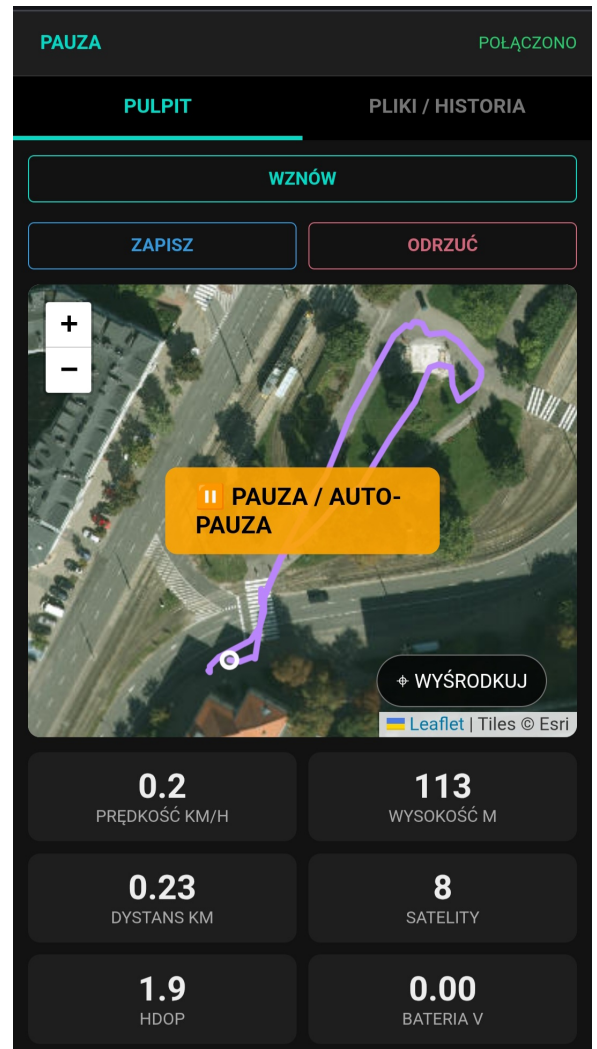 PAUZA
POŁĄCZONO
PULPIT
PLIKI / HISTORIA
WZNÓW
ZAPISZ
ODRZUĆ
+
−
⏸ PAUZA / AUTO-
PAUZA
⌖ WYŚRODKUJ
Leaflet | Tiles © Esri
0.2
PRĘDKOŚĆ KM/H
113
WYSOKOŚĆ M
0.23
DYSTANS KM
8
SATELITY
1.9
HDOP
0.00
BATERIA V